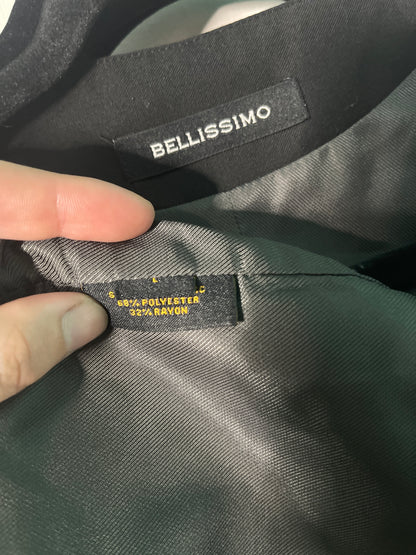 BELLISSIMO
L
68% POLYESTER
32% RAYON